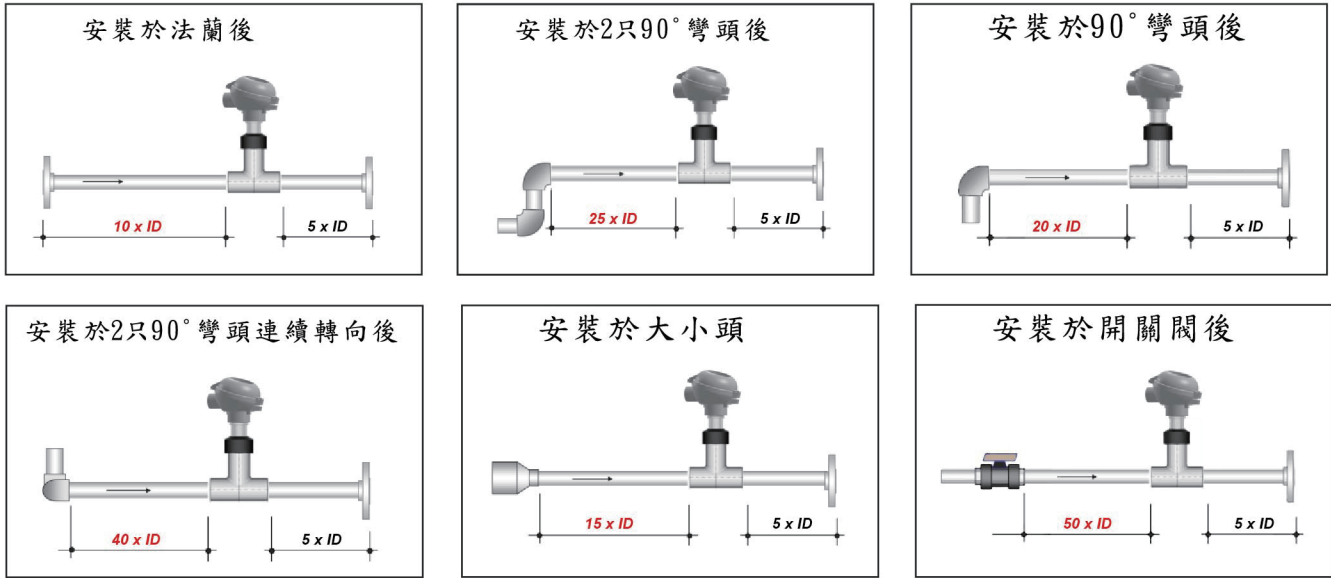 安裝於法蘭後
10 x ID
5 x ID
安裝於2只90°彎頭後
25 x ID
5 x ID
安裝於90°彎頭後
20 x ID
5 x ID
安裝於2只90°彎頭連續轉向後
40 x ID
5 x ID
安裝於大小頭
15 x ID
5 x ID
安裝於開關閥後
50 x ID
5 x ID